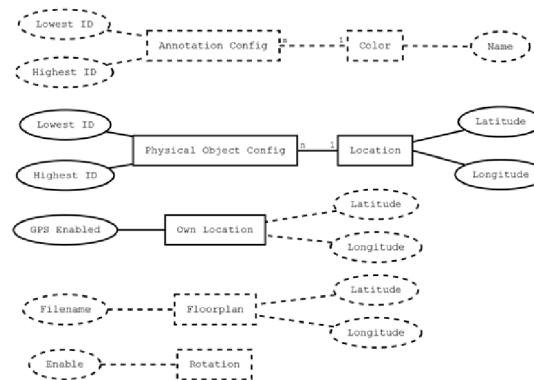 Lowest ID
Annotation Config
n
1
Color
Name
Highest ID
Lowest ID
Latitude
Physical Object Config
n
1
Location
Highest ID
Longitude
Latitude
GPS Enabled
Own Location
Longitude
Latitude
Filename
Floorplan
Longitude
Enable
Rotation